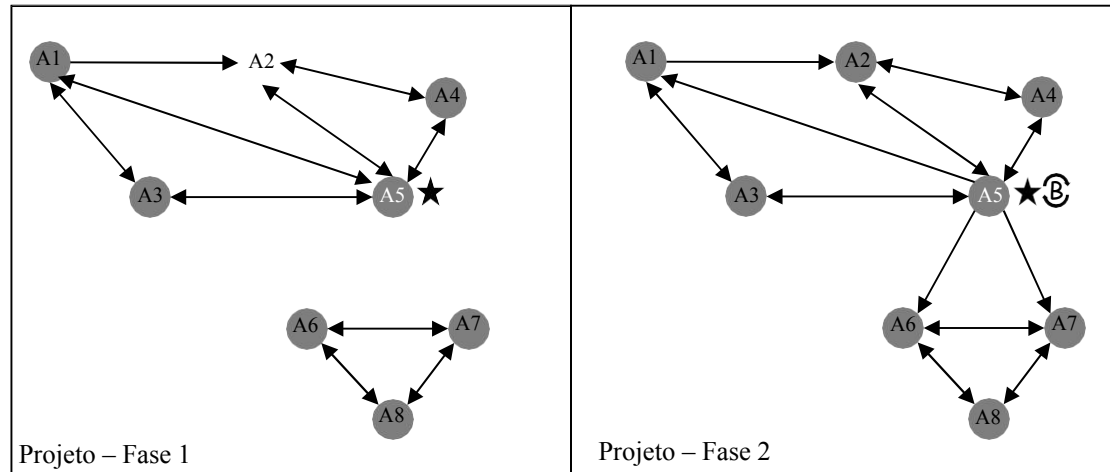 A1
A2
A4
A3
A5
A6
A7
A8
Projeto – Fase 1
A1
A2
A4
A3
A5
B
A6
A7
A8
Projeto – Fase 2